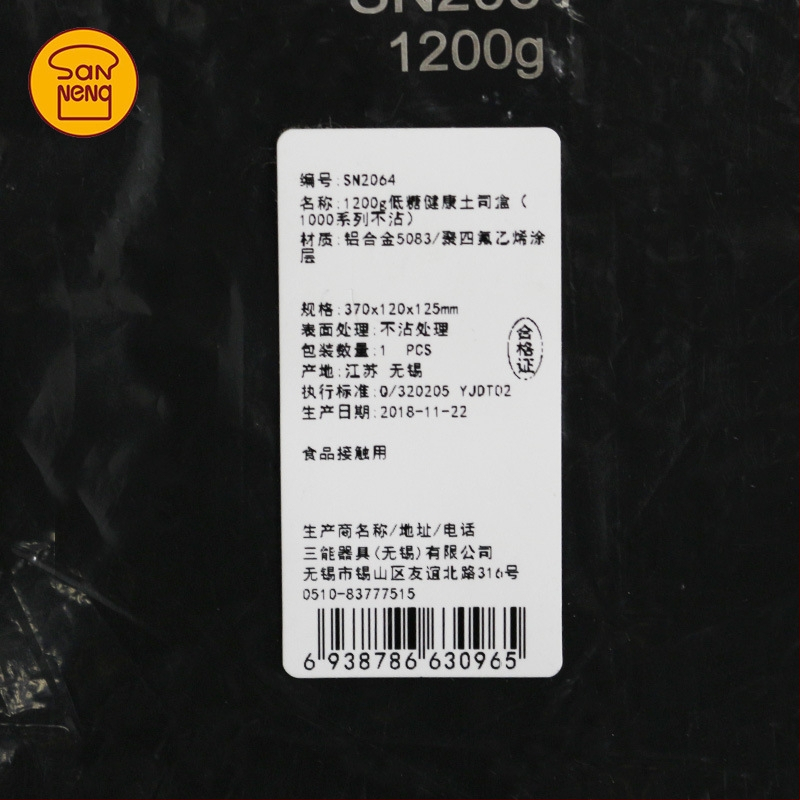 San
neng
1200g
编号:SN2064
名称:1200g低糖健康土司盒(
1000系列不沾)
材质:铝合金5083/聚四氟乙烯涂
层
规格:370x120x125mm
表面处理:不沾处理
包装数量:1 PCS
产地:江苏 无锡
执行标准:Q/320205 YJDT02
生产日期:2018-11-22
合格证
食品接触用
生产商名称/地址/电话
三能器具(无锡)有限公司
无锡市锡山区友谊北路316号
0510-83777515
6 938786 630965